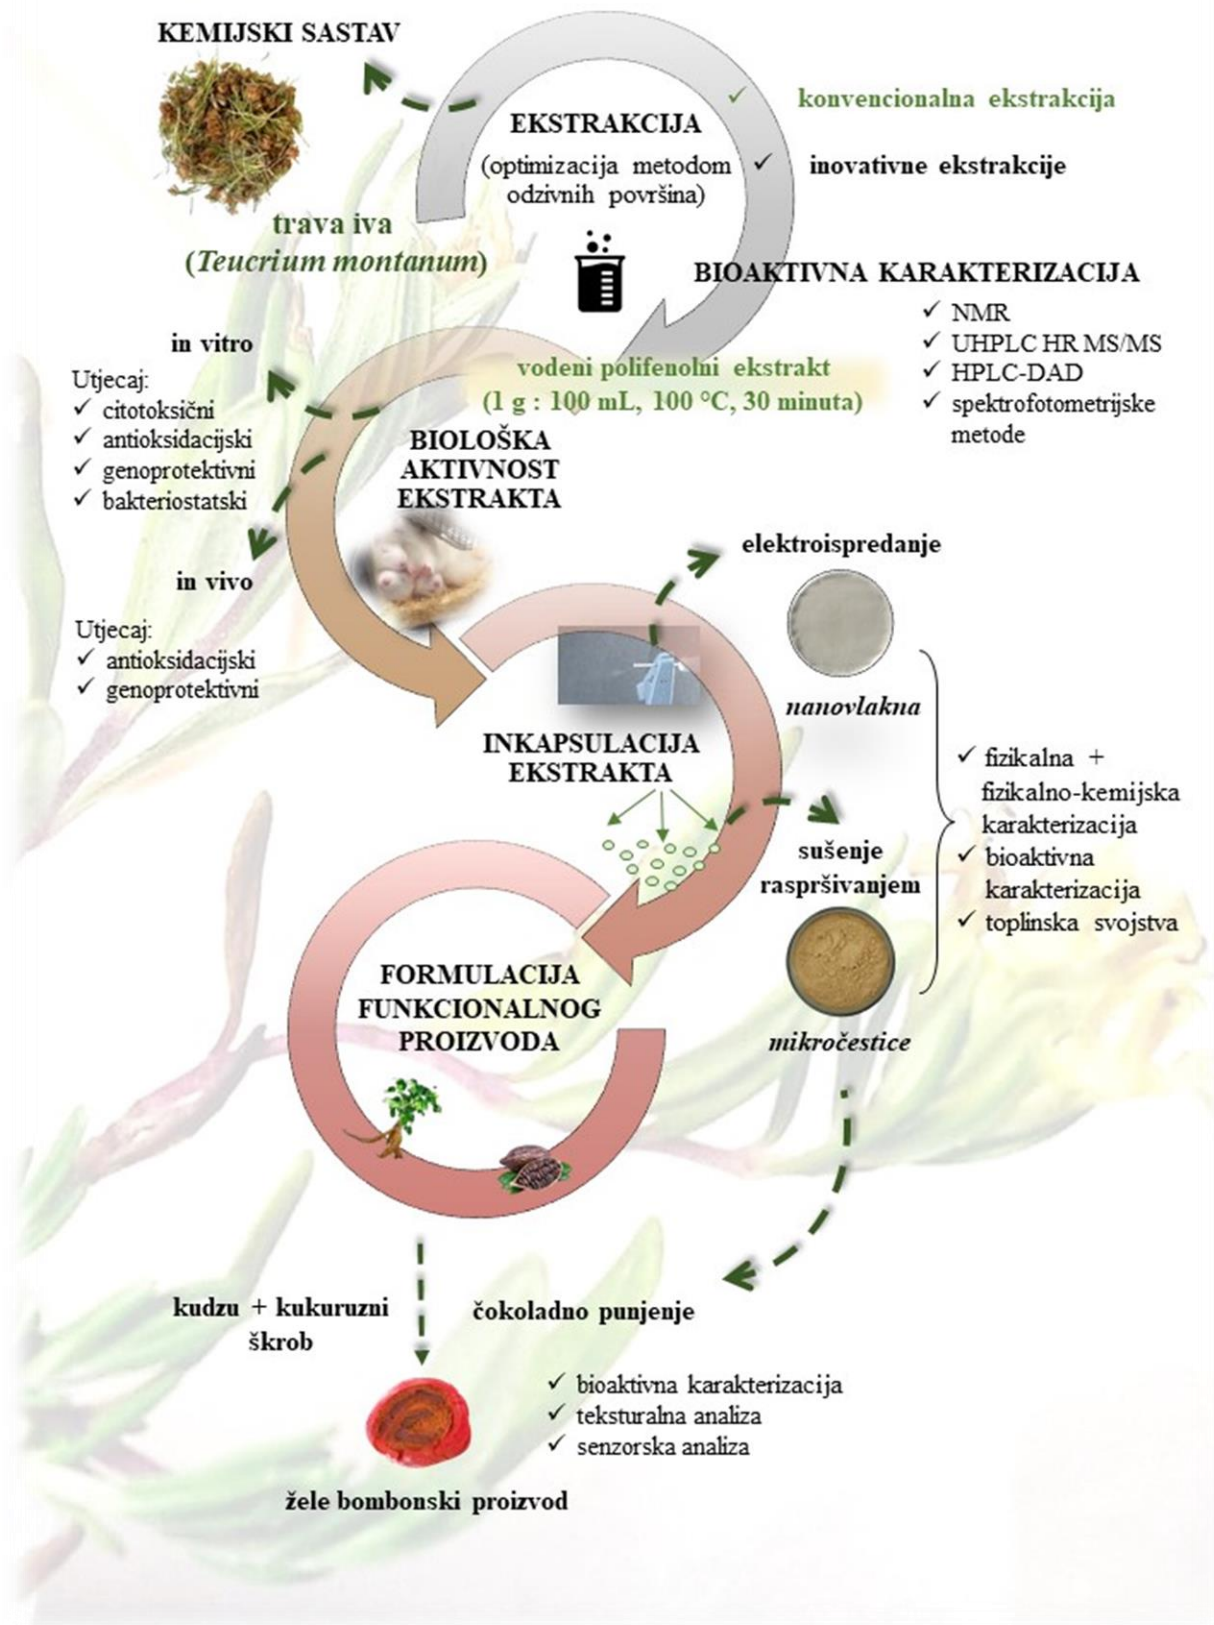 KEMIJSKI SASTAV
trava iva
(Teucrium montanum)
EKSTRAKCIJA
(optimizacija metodom
odzivnih površina)
✓ konvencionalna ekstrakcija
✓ inovativne ekstrakcije
BIOAKTIVNA KARAKTERIZACIJA
✓ NMR
✓ UHPLC HR MS/MS
✓ HPLC-DAD
✓ spektrofotometrijske
metode
vodeni polifenolni ekstrakt
(1 g : 100 mL, 100 °C, 30 minuta)
in vitro
Utjecaj:
✓ citotoksični
✓ antioksidacijski
✓ genoprotektivni
✓ bakteriostatski
BIOLOŠKA
AKTIVNOST
EKSTRAKTA
in vivo
Utjecaj:
✓ antioksidacijski
✓ genoprotektivni
elektroispredanje
nanovlakna
INKAPSULACIJA
EKSTRAKTA
sušenje
raspršivanjem
mikročestice
✓ fizikalna +
fizikalno-kemijska
karakterizacija
✓ bioaktivna
karakterizacija
✓ toplinska svojstva
FORMULACIJA
FUNKCIONALNOG
PROIZVODA
kudzu + kukuruzni
škrob
čokoladno punjenje
✓ bioaktivna karakterizacija
✓ teksturalna analiza
✓ senzorska analiza
žele bombonski proizvod